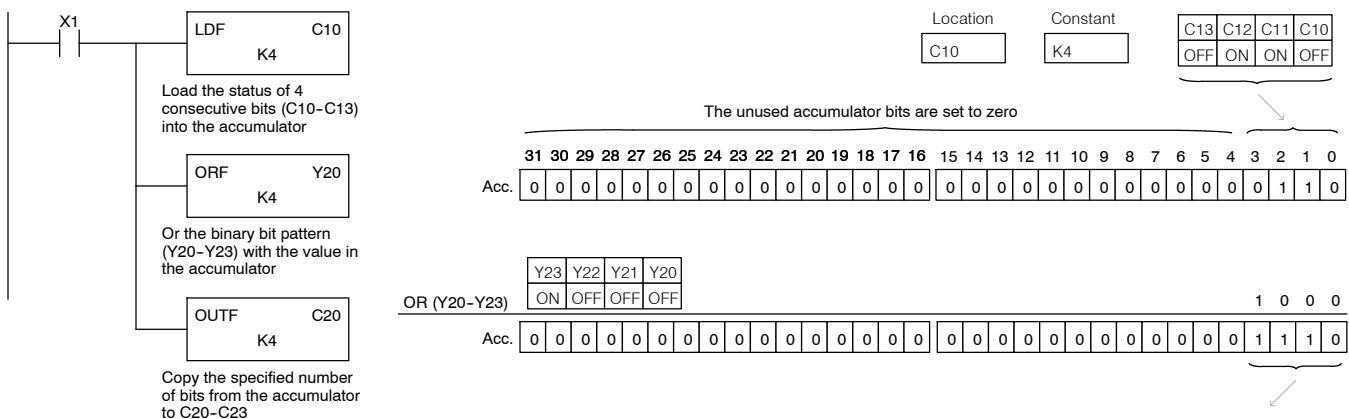 X1
LDF C10
K4
Load the status of 4
consecutive bits (C10-C13)
into the accumulator
ORF Y20
K4
Or the binary bit pattern
(Y20-Y23) with the value in
the accumulator
OUTF C20
K4
Copy the specified number
of bits from the accumulator
to C20-C23
Location Constant
C10 K4
C13 C12 C11 C10
OFF ON ON OFF
The unused accumulator bits are set to zero
31 30 29 28 27 26 25 24 23 22 21 20 19 18 17 16 15 14 13 12 11 10 9 8 7 6 5 4 3 2 1 0
Acc. 0 0 0 0 0 0 0 0 0 0 0 0 0 0 0 0 0 0 0 0 0 0 0 0 0 0 0 0 0 1 1 0
Y23 Y22 Y21 Y20
ON OFF OFF OFF
OR (Y20-Y23) 1 0 0 0
Acc. 0 0 0 0 0 0 0 0 0 0 0 0 0 0 0 0 0 0 0 0 0 0 0 0 0 0 0 0 1 1 1 0